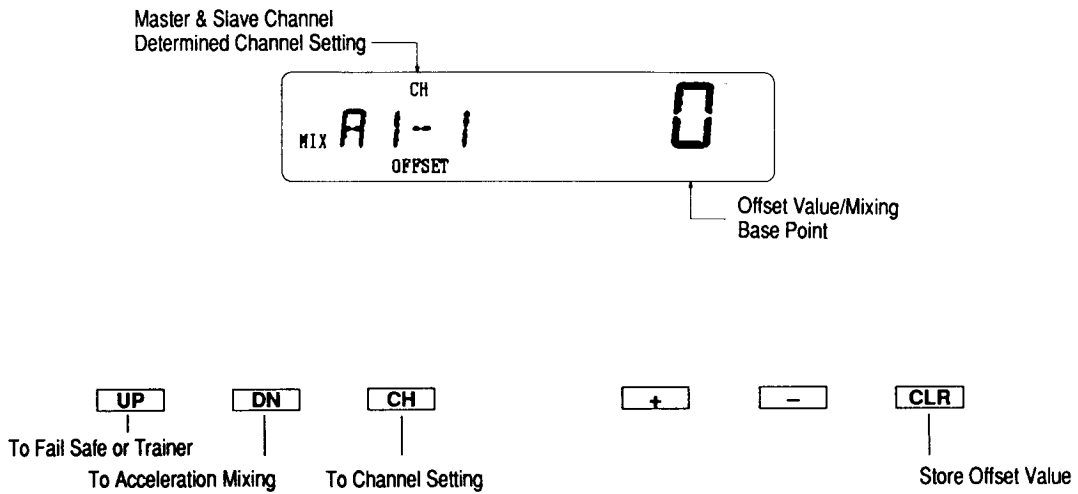 Master & Slave Channel
Determined Channel Setting
CH
MIX A1-1 0
OFFSET
Offset Value/Mixing
Base Point
UP DN CH + − CLR
To Fail Safe or Trainer
To Acceleration Mixing To Channel Setting Store Offset Value